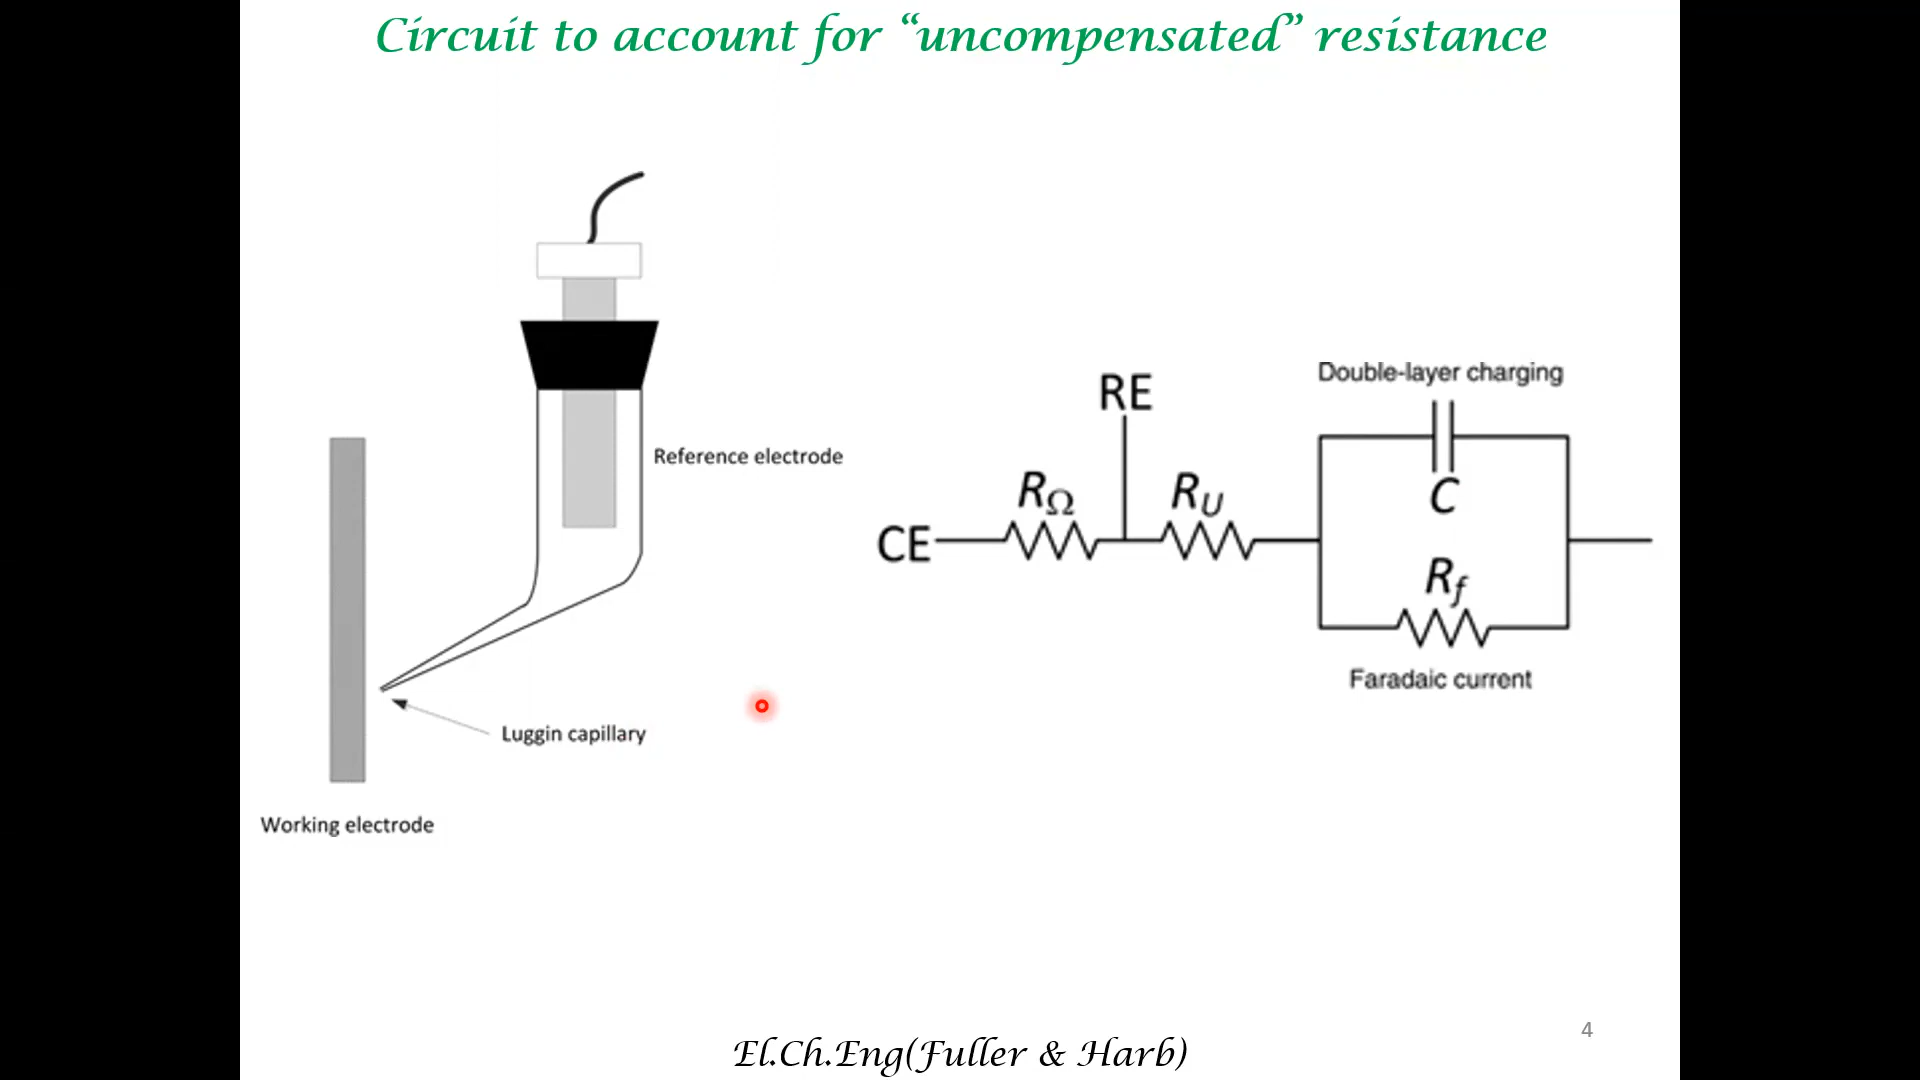 Circuit to account for “uncompensated” resistance
Reference electrode
Luggin capillary
Working electrode
RE
Double-layer charging
CE
RΩ
RU
C
Rf
Faradaic current
4
El.Ch.Eng(Fuller & Harb)